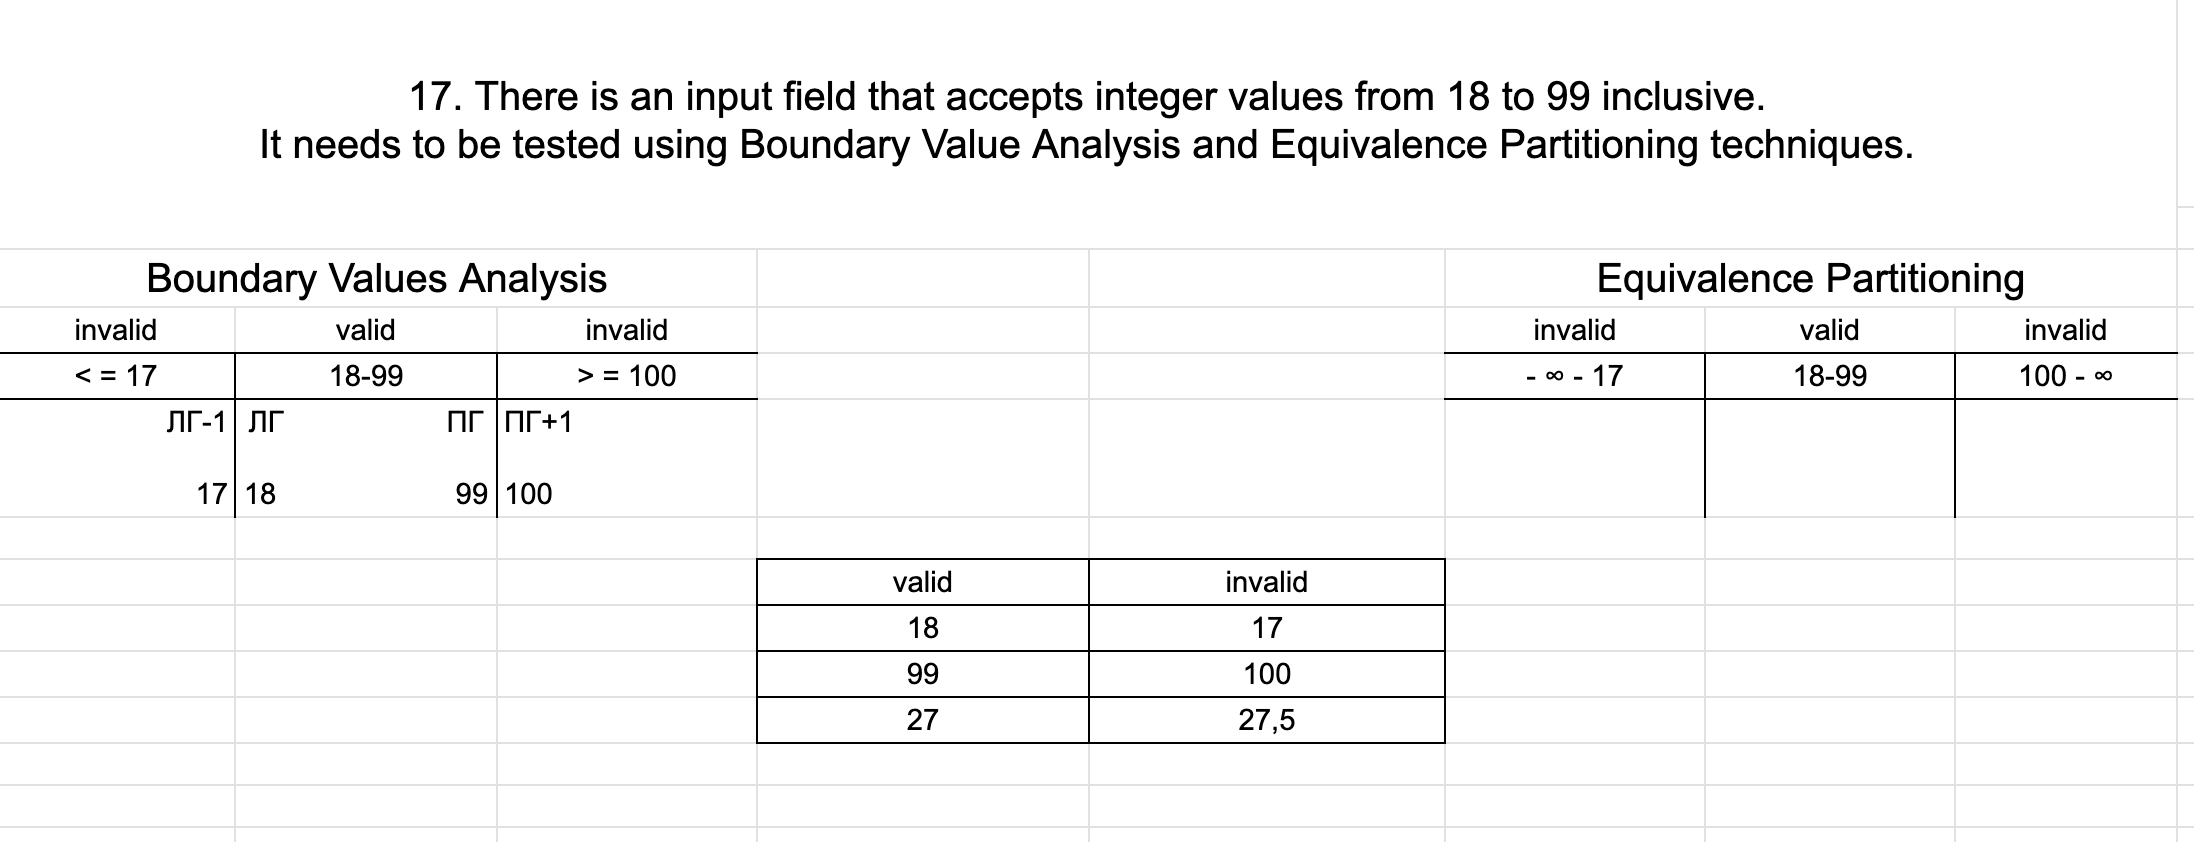 17. There is an input field that accepts integer values from 18 to 99 inclusive.
It needs to be tested using Boundary Value Analysis and Equivalence Partitioning techniques.
Boundary Values Analysis
Equivalence Partitioning
invalid valid invalid
invalid valid invalid
< = 17 18-99 > = 100
- ∞ - 17 18-99 100 - ∞
ЛГ-1 ЛГ ПГ ПГ+1
17 18 99 100
valid invalid
18 17
99 100
27 27,5